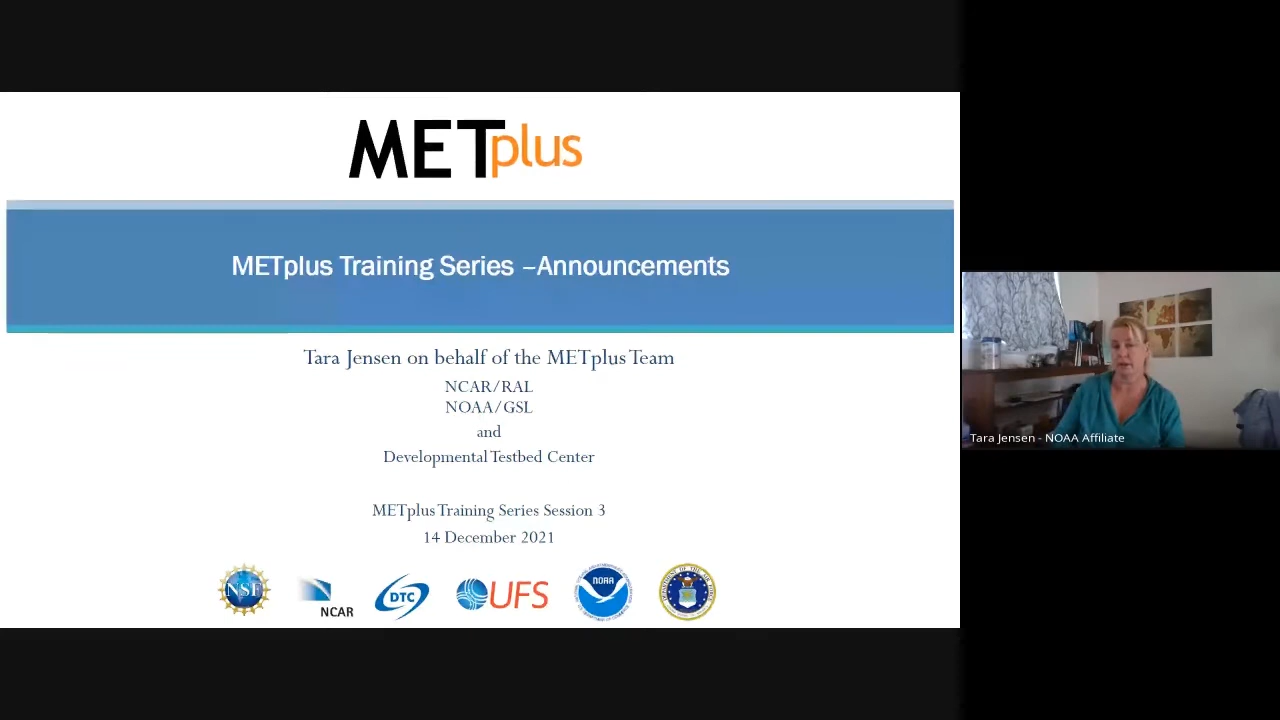 METplus
METplus Training Series –Announcements
Tara Jensen on behalf of the METplus Team
NCAR/RAL
NOAA/GSL
and
Developmental Testbed Center
METplus Training Series Session 3
14 December 2021
NSF
NCAR
DTC
UFS
NOAA
Tara Jensen - NOAA Affiliate